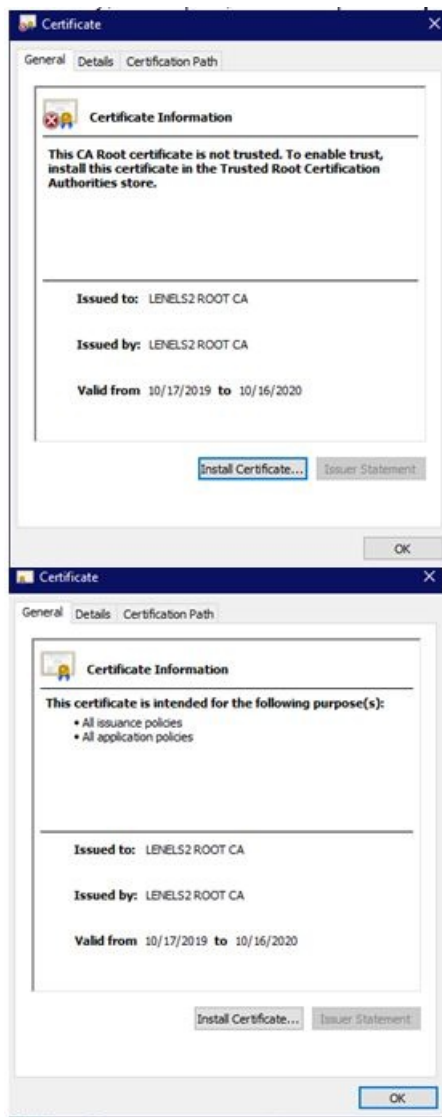 Certificate
General Details Certification Path
Certificate Information
This CA Root certificate is not trusted. To enable trust,
install this certificate in the Trusted Root Certification
Authorities store.
Issued to: LENELS2 ROOT CA
Issued by: LENELS2 ROOT CA
Valid from 10/17/2019 to 10/16/2020
Install Certificate... Issuer Statement
OK
Certificate
General Details Certification Path
Certificate Information
This certificate is intended for the following purpose(s):
• All issuance policies
• All application policies
Issued to: LENELS2 ROOT CA
Issued by: LENELS2 ROOT CA
Valid from 10/17/2019 to 10/16/2020
Install Certificate... Issuer Statement
OK